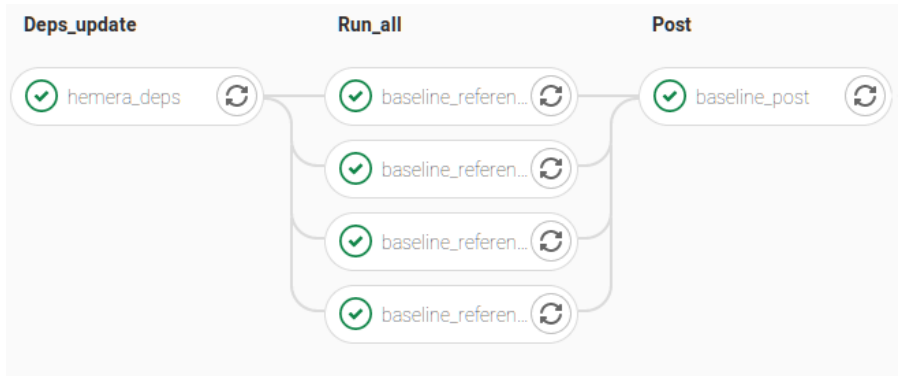 Deps_update
Run_all
Post
hemera_deps
baseline_referen...
baseline_post
baseline_referen...
baseline_referen...
baseline_referen...